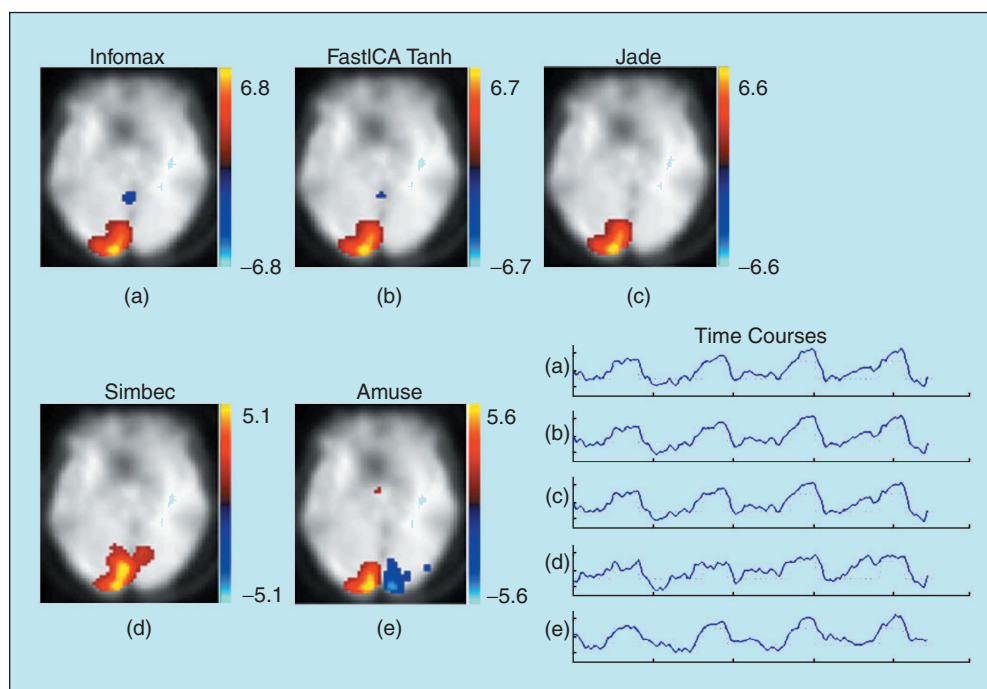 Infomax
6.8
−6.8
(a)
FastICA Tanh
6.7
−6.7
(b)
Jade
6.6
−6.6
(c)
Simbec
5.1
−5.1
(d)
Amuse
5.6
−5.6
(e)
Time Courses
(a)
(b)
(c)
(d)
(e)